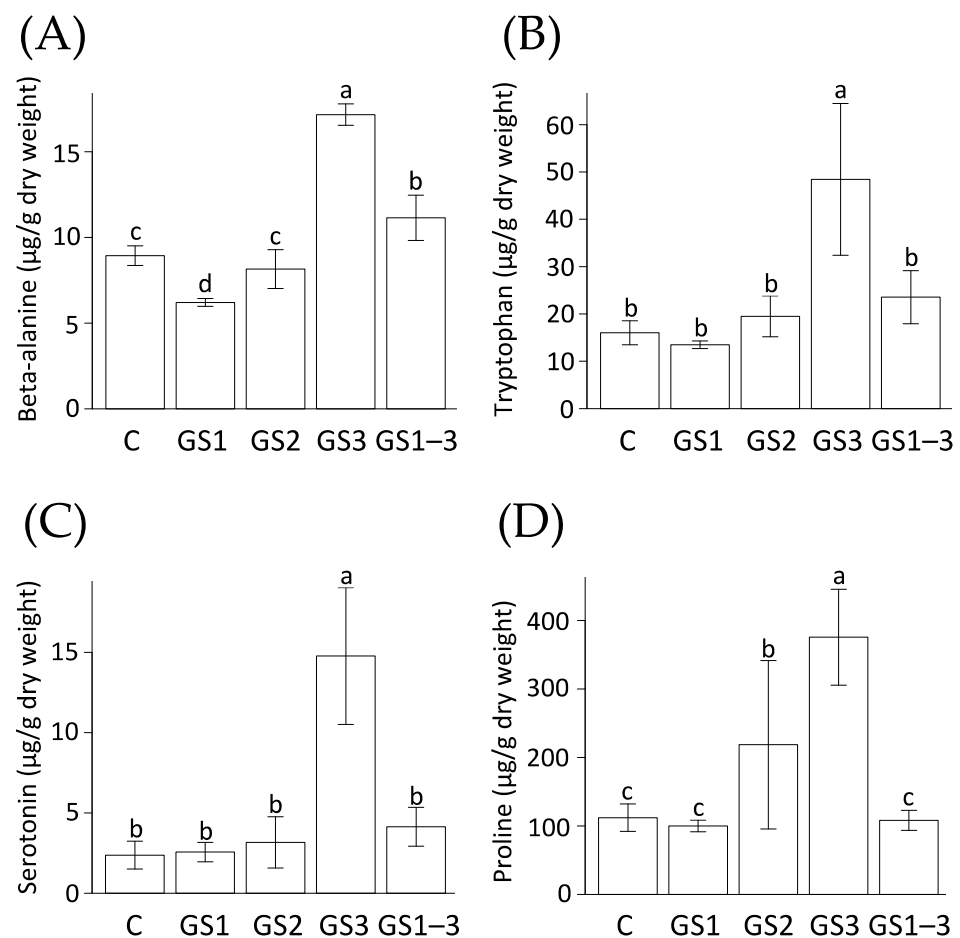 (A)
Beta-alanine (µg/g dry weight)
15
10
5
0
c
d
c
a
b
C GS1 GS2 GS3 GS1–3
(B)
Tryptophan (µg/g dry weight)
60
50
40
30
20
10
0
b
b
b
a
b
C GS1 GS2 GS3 GS1–3
(C)
Serotonin (µg/g dry weight)
15
10
5
0
b
b
b
a
b
C GS1 GS2 GS3 GS1–3
(D)
Proline (µg/g dry weight)
400
300
200
100
0
c
c
b
a
c
C GS1 GS2 GS3 GS1–3